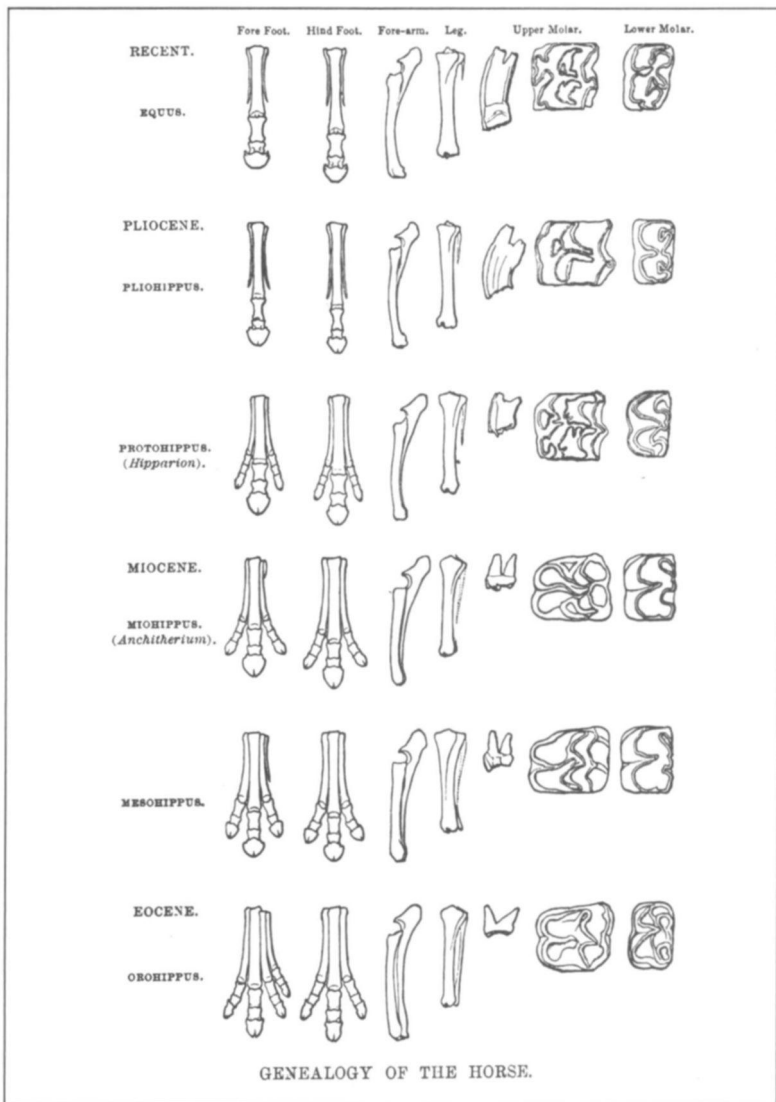 Fore Foot. Hind Foot. Fore-arm. Leg. Upper Molar. Lower Molar.
RECENT.
EQUUS.
PLIOCENE.
PLIOHIPPUS.
PROTOHIPPUS.
(Hipparion).
MIOCENE.
MIOHIPPUS.
(Anchitherium).
MESOHIPPUS.
EOCENE.
OROHIPPUS.
GENEALOGY OF THE HORSE.